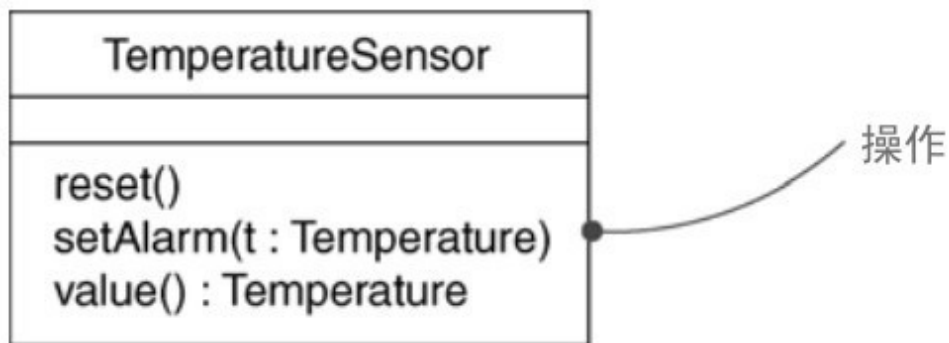 TemperatureSensor
reset()
setAlarm(t : Temperature)
value() : Temperature
操作